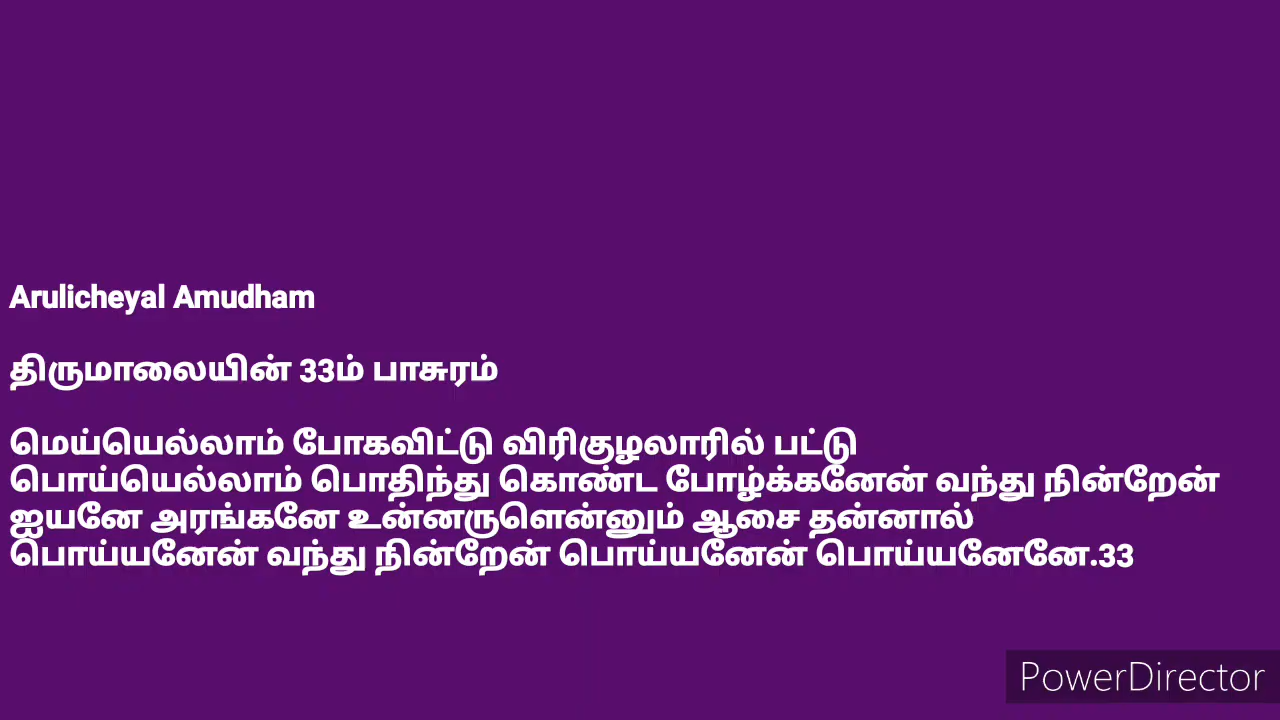 Arulicheyal Amudham
திருமாலையின் 33ம் பாசுரம்
மெய்யெல்லாம் போகவிட்டு விரிகுழலாரில் பட்டு
பொய்யெல்லாம் பொதிந்து கொண்ட போழ்க்கனேன் வந்து நின்றேன்
ஐயனே அரங்கனே உன்னருளென்னும் ஆசை தன்னால்
பொய்யனேன் வந்து நின்றேன் பொய்யனேன் பொய்யனேனே.33
PowerDirector